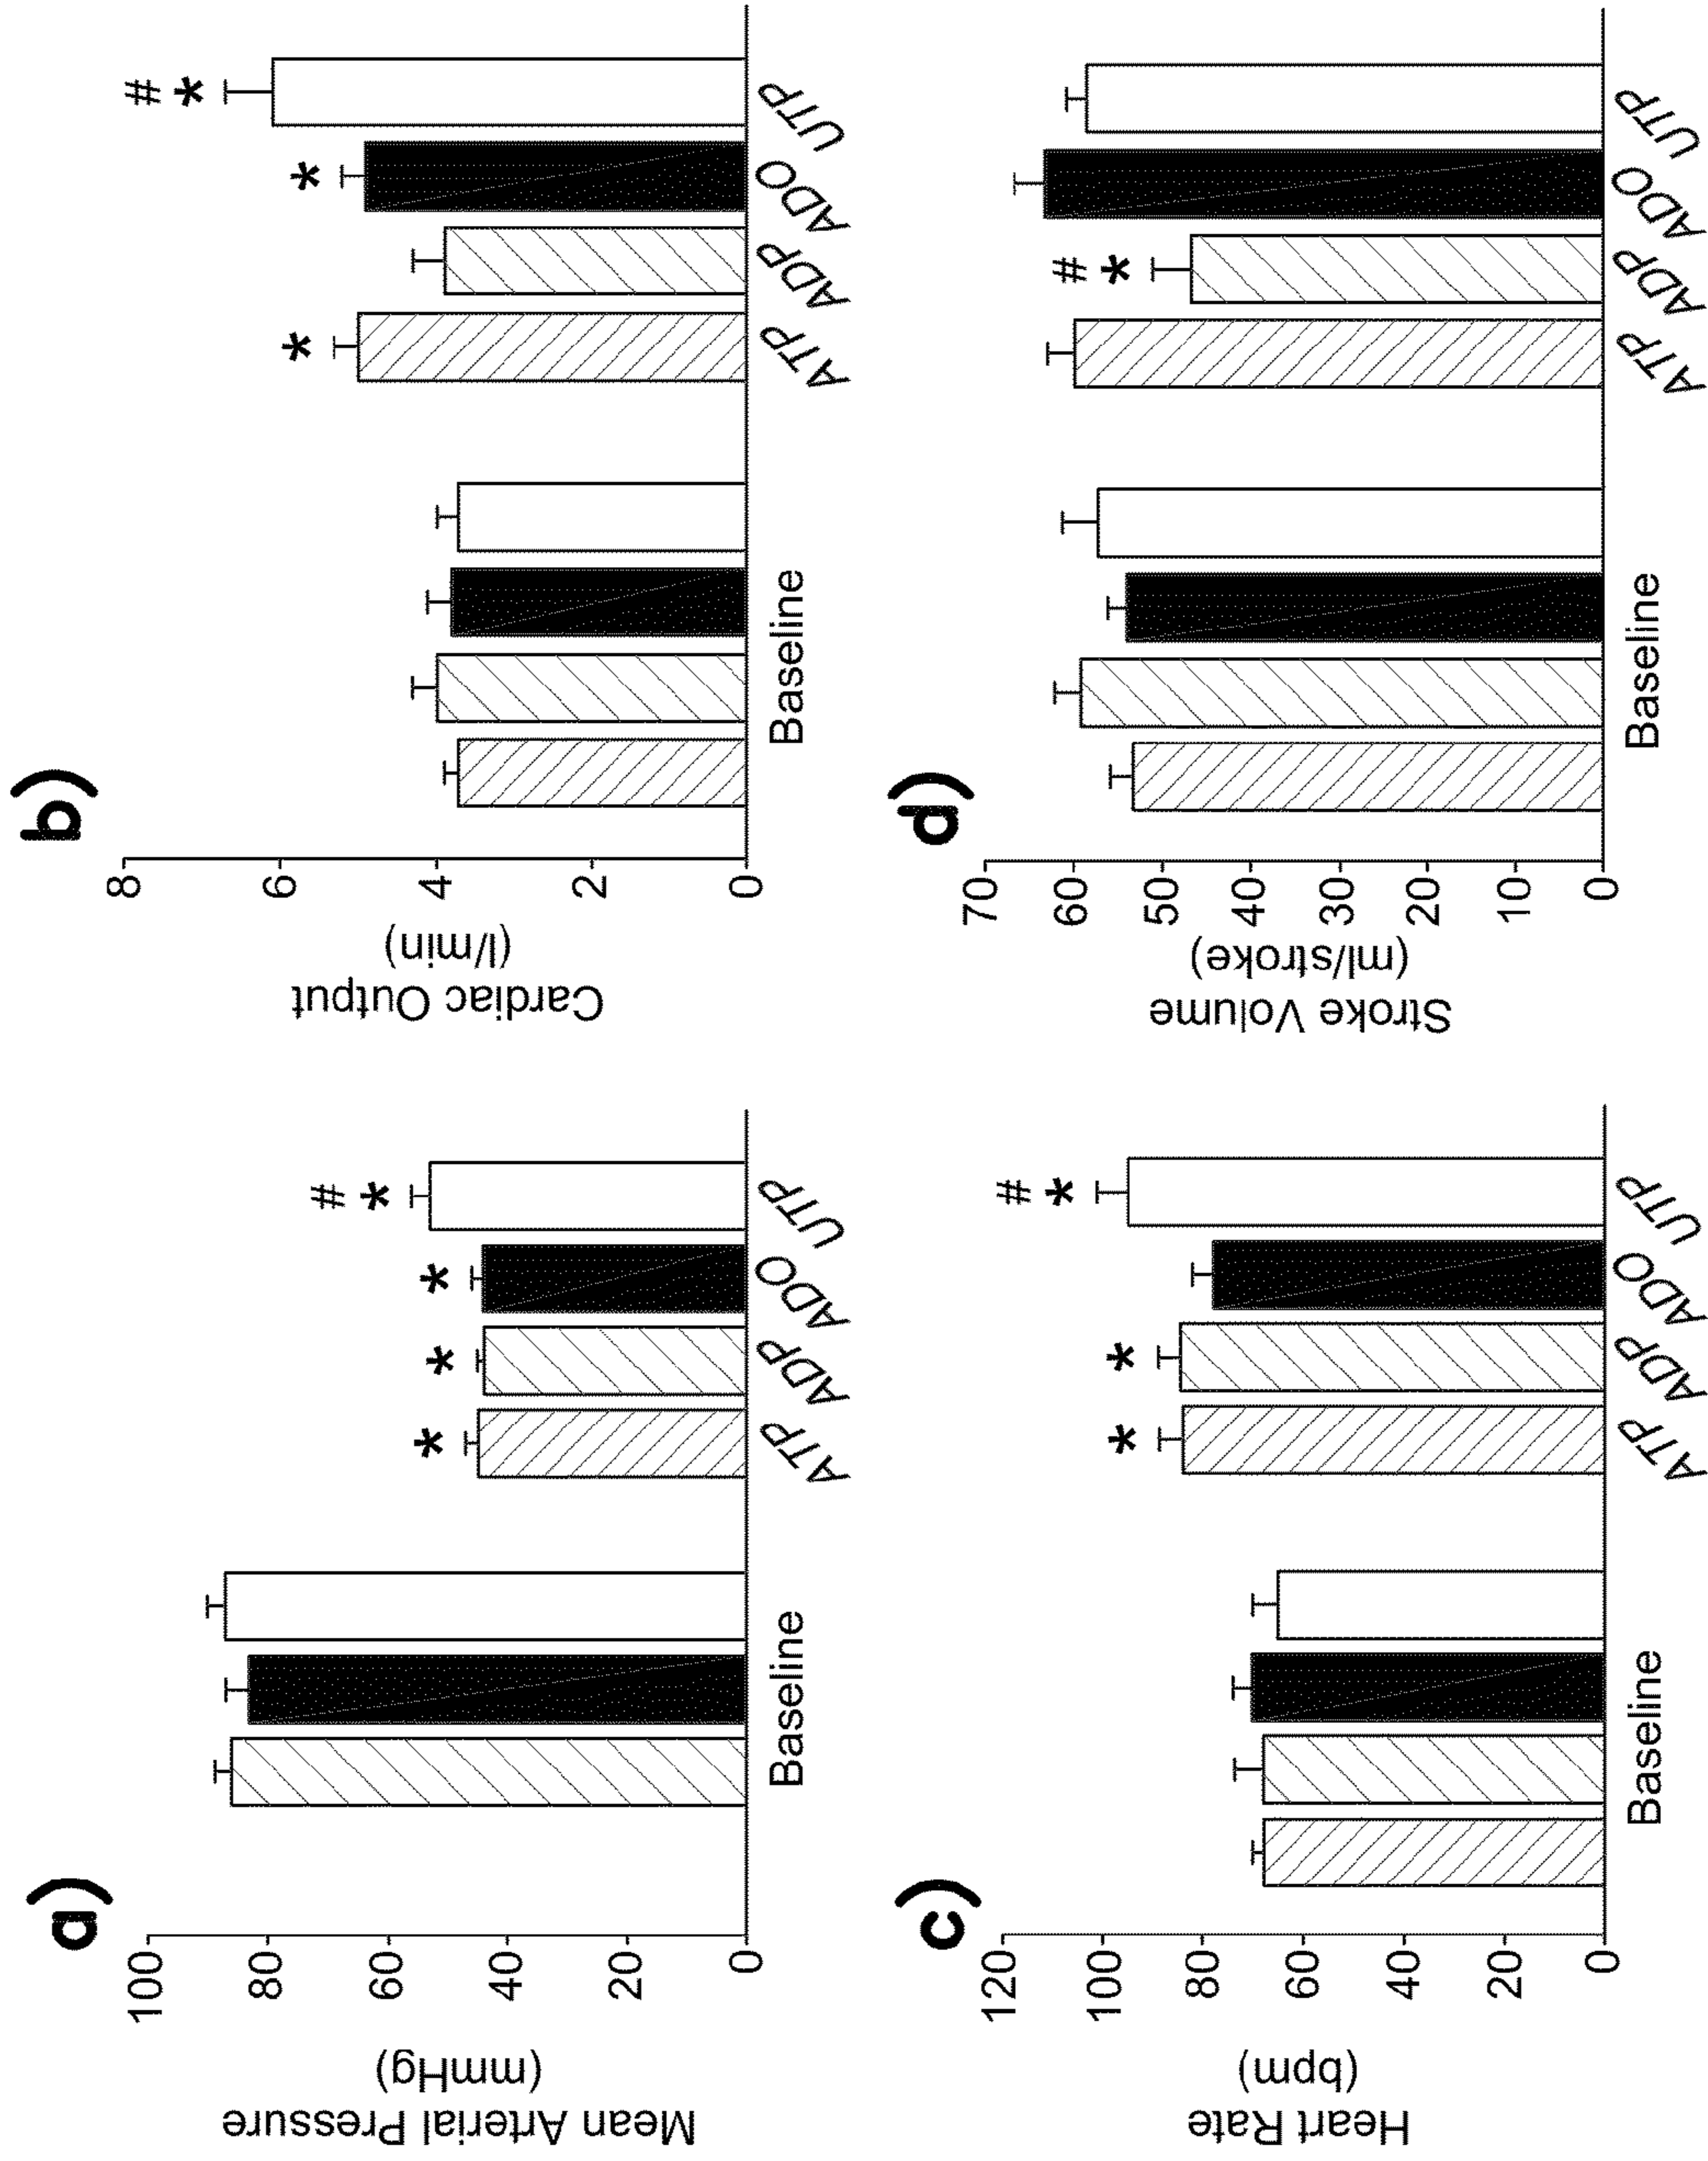 a)
Mean Arterial Pressure
(mmHg)
100
80
60
40
20
0
* * * * #
Baseline
ATP ADP ADO UTP
b)
Cardiac Output
(l/min)
8
6
4
2
0
* * * #
Baseline
ATP ADP ADO UTP
c)
Heart Rate
(bpm)
120
100
80
60
40
20
0
* * * #
Baseline
ATP ADP ADO UTP
d)
Stroke Volume
(ml/stroke)
70
60
50
40
30
20
10
0
* #
Baseline
ATP ADP ADO UTP